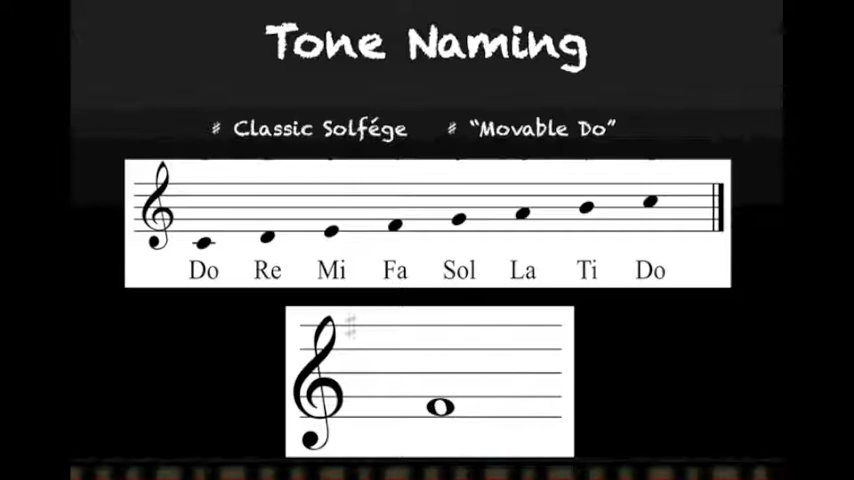 Tone Naming
♯ Classic Solfége ♯ "Movable Do"
Do Re Mi Fa Sol La Ti Do